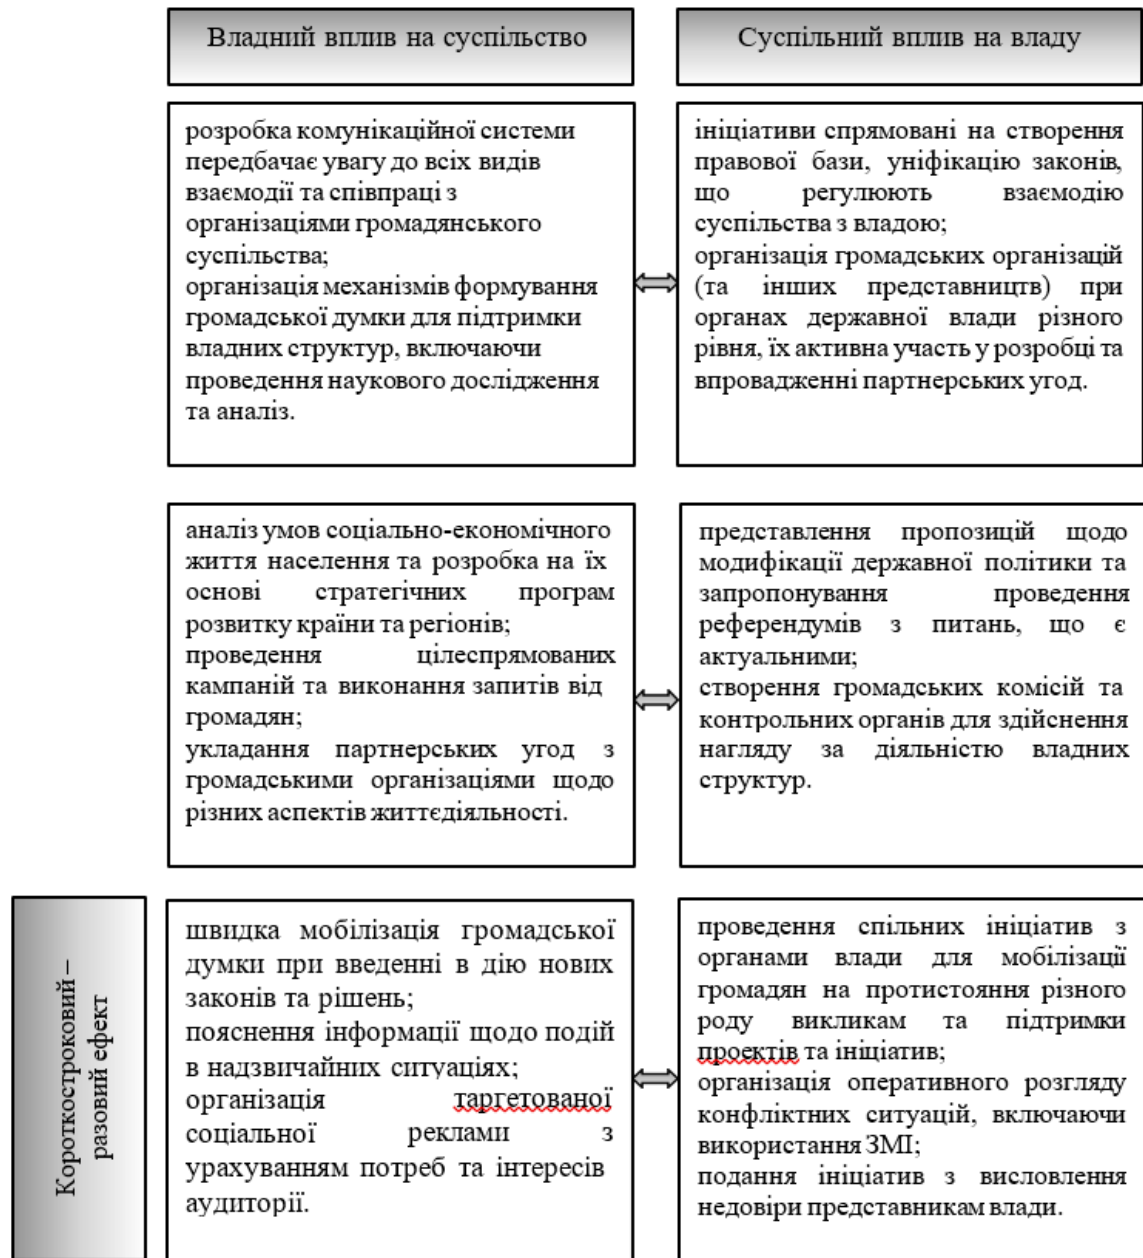 Владний вплив на суспільство
Суспільний вплив на владу
розробка комунікаційної системи
передбачає увагу до всіх видів
взаємодії та співпраці з
організаціями громадянського
суспільства;
організація механізмів формування
громадської думки для підтримки
владних структур, включаючи
проведення наукового дослідження
та аналіз.
ініціативи спрямовані на створення
правової бази, уніфікацію законів,
що регулюють взаємодію
суспільства з владою;
організація громадських організацій
(та інших представництв) при
органах державної влади різного
рівня, їх активна участь у розробці та
впровадженні партнерських угод.
аналіз умов соціально-економічного
життя населення та розробка на їх
основі стратегічних програм
розвитку країни та регіонів;
проведення цілеспрямованих
кампаній та виконання запитів від
громадян;
укладання партнерських угод з
громадськими організаціями щодо
різних аспектів життєдіяльності.
представлення пропозицій щодо
модифікації державної політики та
запропонування проведення
референдумів з питань, що є
актуальними;
створення громадських комісій та
контрольних органів для здійснення
нагляду за діяльністю владних
структур.
Короткостроковий –
разовий ефект
швидка мобілізація громадської
думки при введенні в дію нових
законів та рішень;
пояснення інформації щодо подій
в надзвичайних ситуаціях;
організація таргетованої
соціальної реклами з
урахуванням потреб та інтересів
аудиторії.
проведення спільних ініціатив з
органами влади для мобілізації
громадян на протистояння різного
роду викликам та підтримки
проектів та ініціатив;
організація оперативного розгляду
конфліктних ситуацій, включаючи
використання ЗМІ;
подання ініціатив з висловлення
недовіри представникам влади.